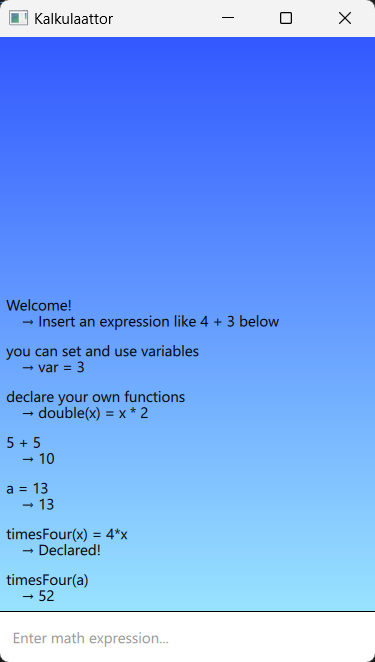 Kalkulaattor
Welcome!
→ Insert an expression like 4 + 3 below
you can set and use variables
→ var = 3
declare your own functions
→ double(x) = x * 2
5 + 5
→ 10
a = 13
→ 13
timesFour(x) = 4*x
→ Declared!
timesFour(a)
→ 52
Enter math expression...